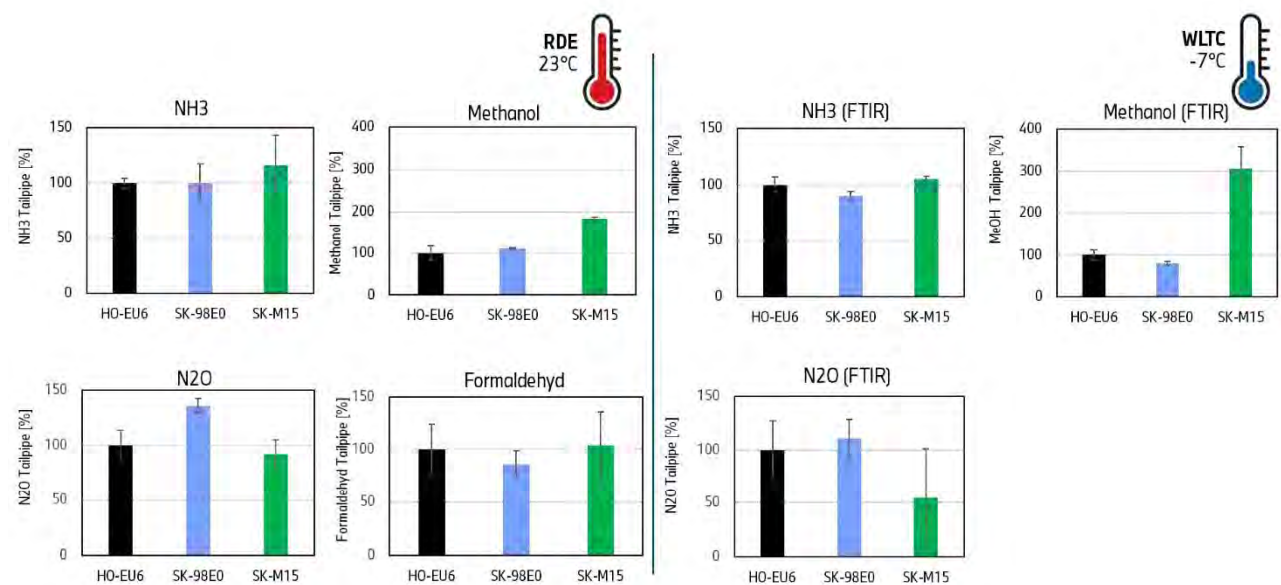 RDE
23°C
WLTC
-7°C
NH3
NH3 Tailpipe [%]
150
100
50
0
HO-EU6 SK-98E0 SK-M15
Methanol
Methanol Tailpipe [%]
400
300
200
100
0
HO-EU6 SK-98E0 SK-M15
NH3 (FTIR)
NH3 Tailpipe [%]
150
100
50
0
HO-EU6 SK-98E0 SK-M15
Methanol (FTIR)
MeOH Tailpipe [%]
400
300
200
100
0
HO-EU6 SK-98E0 SK-M15
N2O
N2O Tailpipe [%]
150
100
50
0
HO-EU6 SK-98E0 SK-M15
Formaldehyd
Formaldehyd Tailpipe [%]
150
100
50
0
HO-EU6 SK-98E0 SK-M15
N2O (FTIR)
N2O Tailpipe [%]
150
100
50
0
HO-EU6 SK-98E0 SK-M15